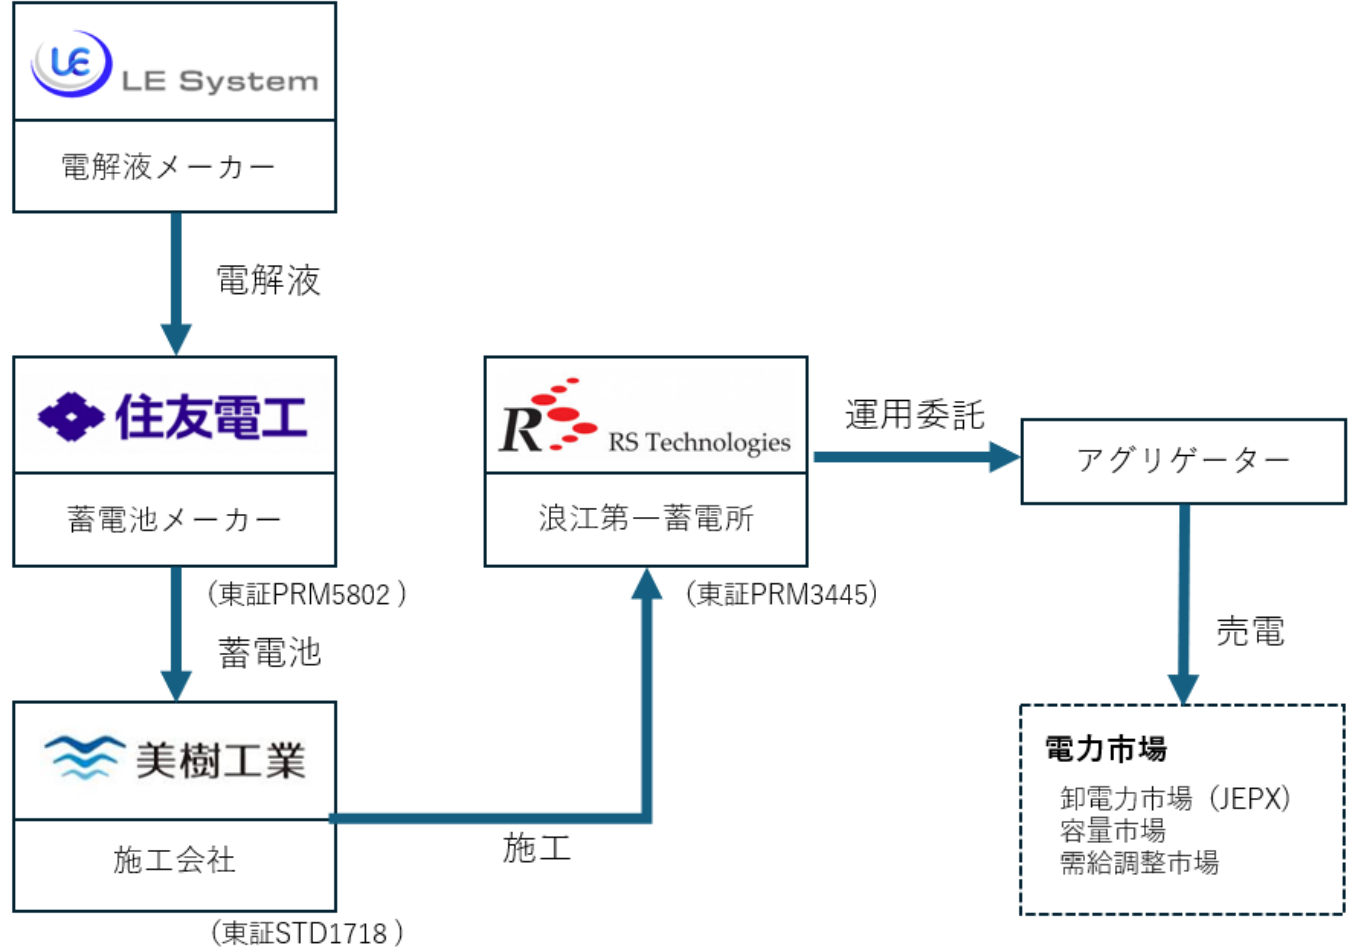 LE System
電解液メーカー
電解液
住友電工
蓄電池メーカー
（東証PRM5802 ）
蓄電池
美樹工業
施工会社
（東証STD1718 ）
施工
RS Technologies
浪江第一蓄電所
（東証PRM3445）
運用委託
アグリゲーター
売電
電力市場
卸電力市場（JEPX）
容量市場
需給調整市場